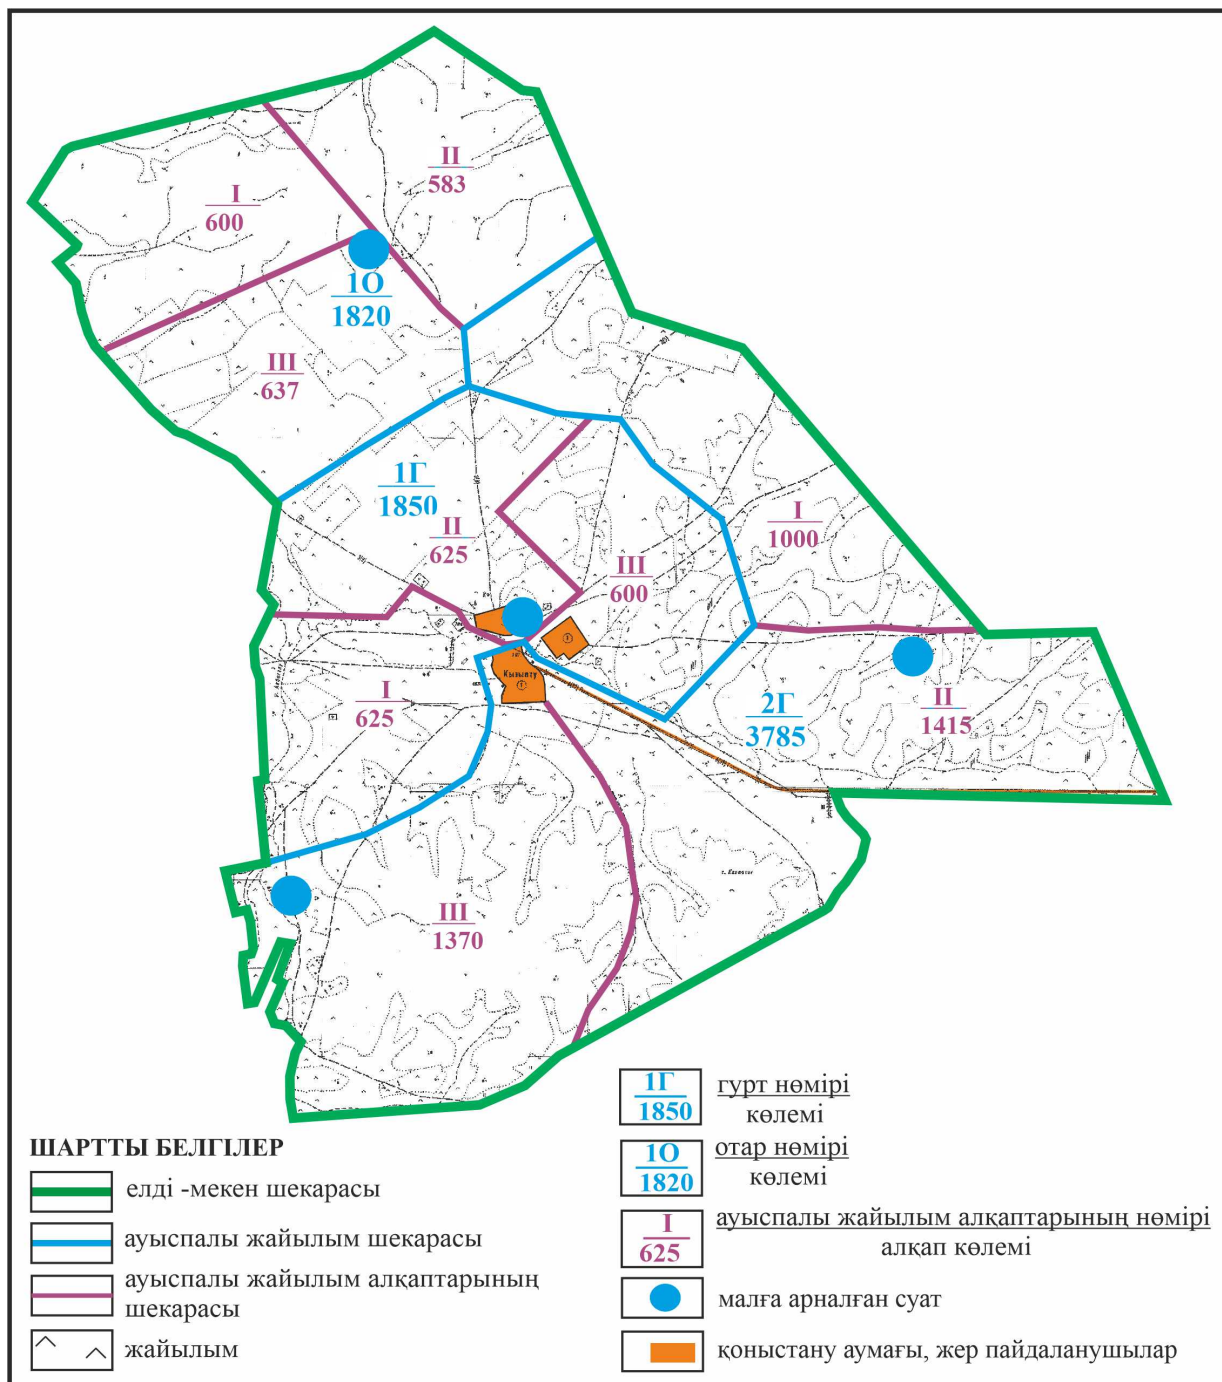 II
583
I
600
1О
1820
III
637
1Г
1850
II
625
I
1000
III
600
I
625
Кызылту
2Г
3785
II
1415
III
1370
ШАРТТЫ БЕЛГІЛЕР
елді -мекен шекарасы
ауыспалы жайылым шекарасы
ауыспалы жайылым алқаптарының
шекарасы
жайылым
1Г
1850
гурт нөмірі
көлемі
1О
1820
отар нөмірі
көлемі
I
625
ауыспалы жайылым алқаптарының нөмірі
алқап көлемі
малға арналған суат
қоныстану аумағы, жер пайдаланушылар